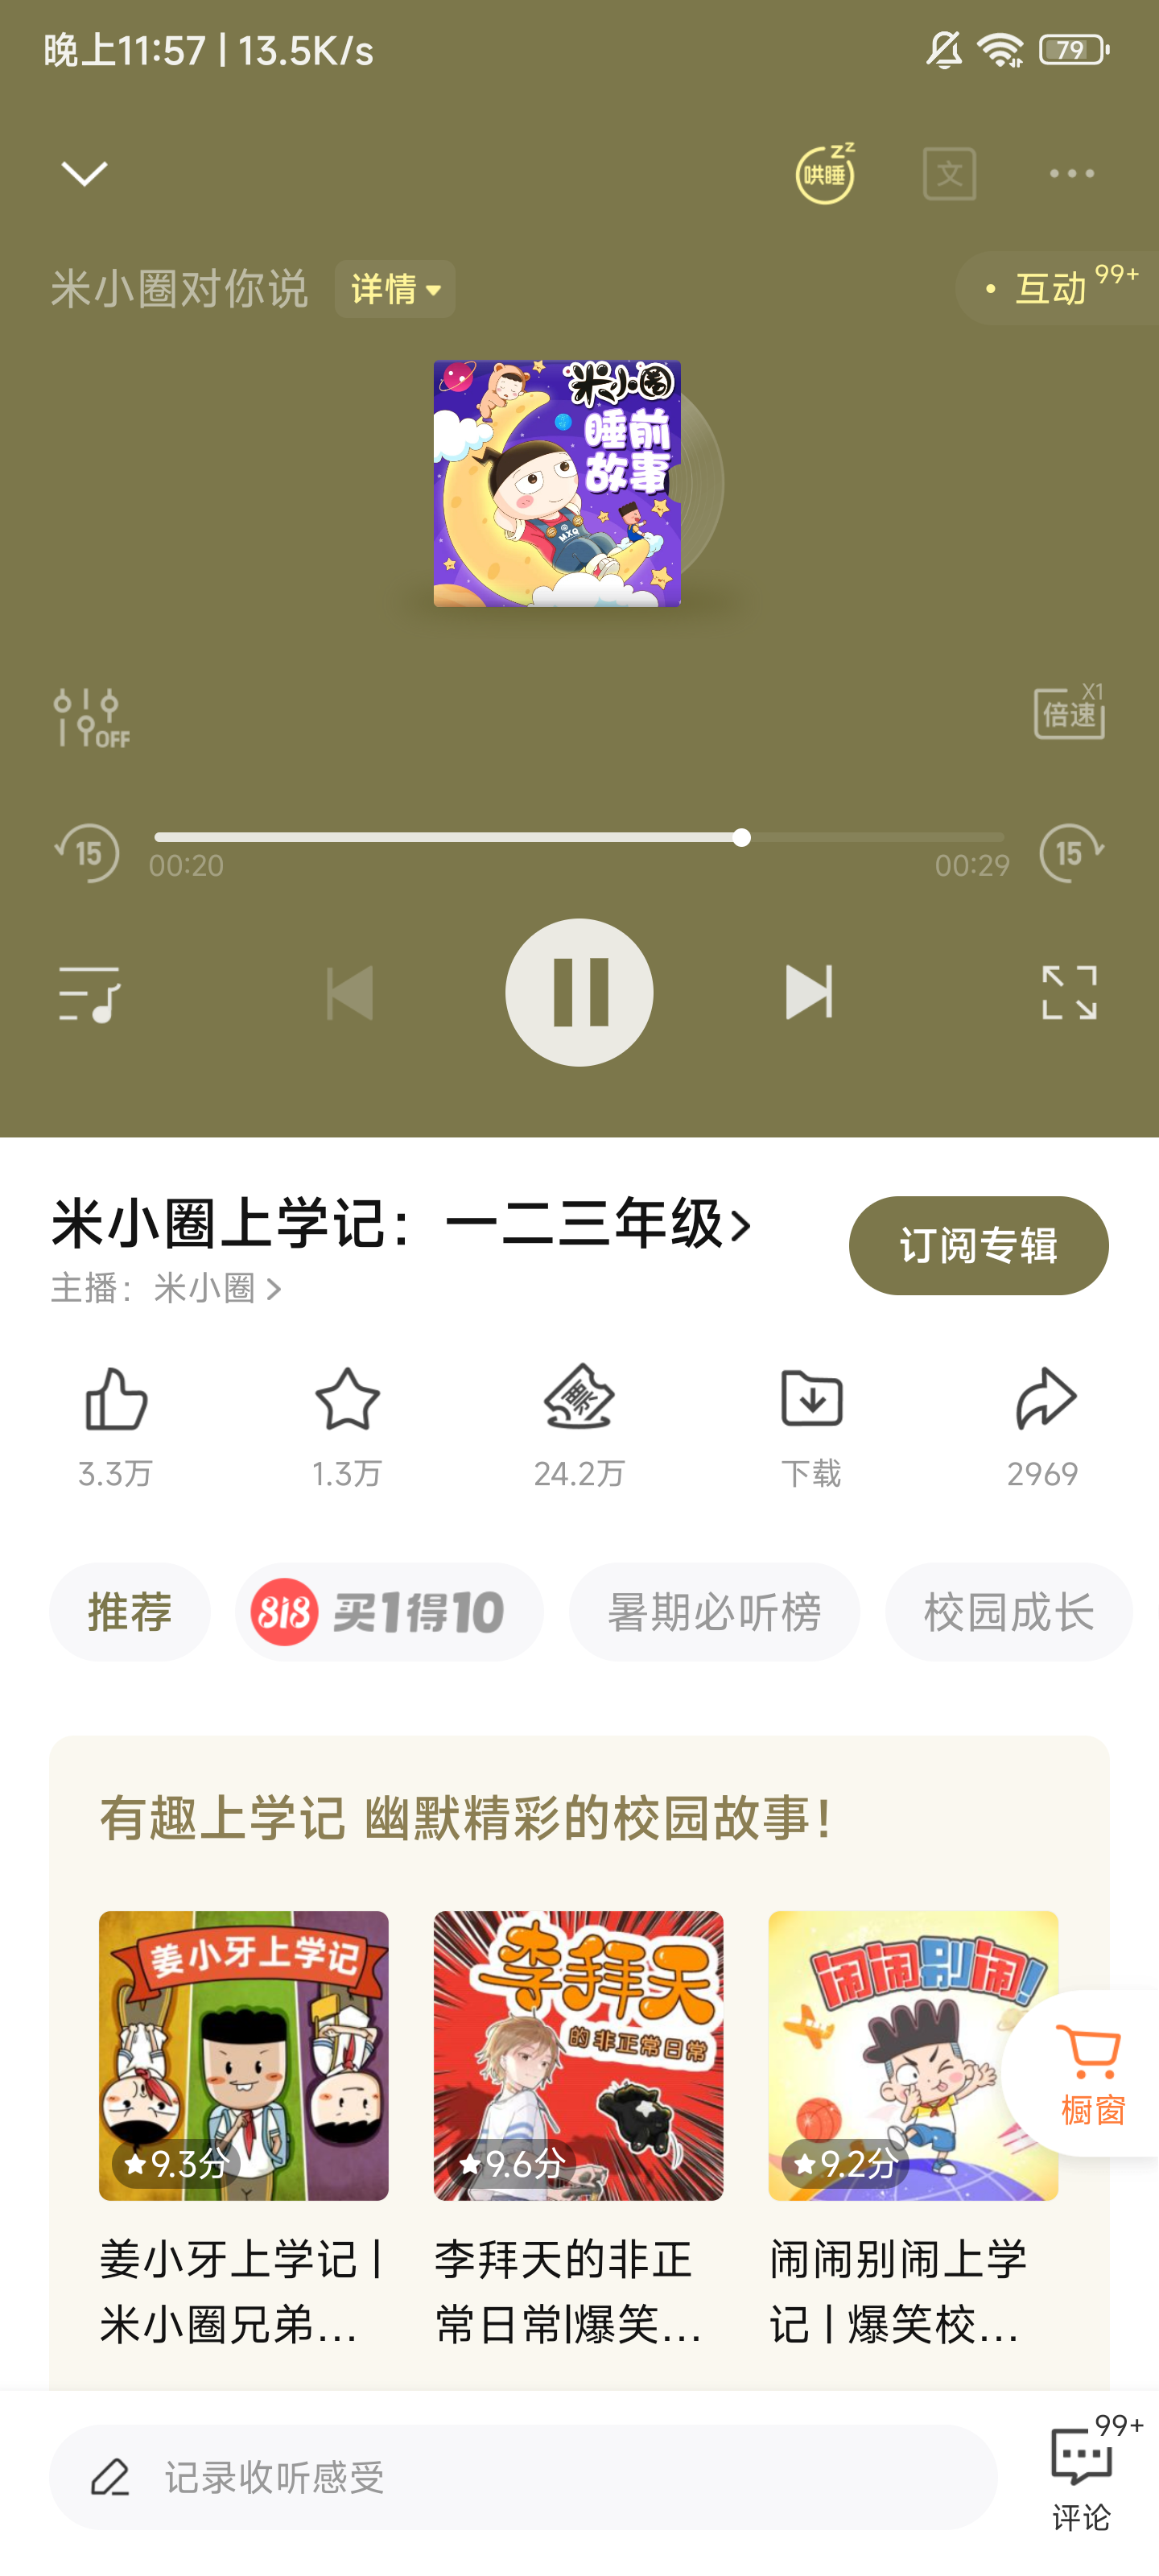 晚上11:57 | 13.5K/s
79
哄睡 zz
文
米小圈对你说
详情
互动 99+
米小圈
睡前
故事
MXQ
OFF
倍速 X1
15
00:20
00:29
15
米小圈上学记：一二三年级
订阅专辑
主播：米小圈
票
3.3万
1.3万
24.2万
下载
2969
推荐
818 买1得10
暑期必听榜
校园成长
有趣上学记 幽默精彩的校园故事！
姜小牙上学记
李拜天
的非正常日常
闹闹别闹!
橱窗
9.3分
9.6分
9.2分
姜小牙上学记 |
米小圈兄弟...
李拜天的非正
常日常|爆笑...
闹闹别闹上学
记 | 爆笑校...
记录收听感受
99+
评论